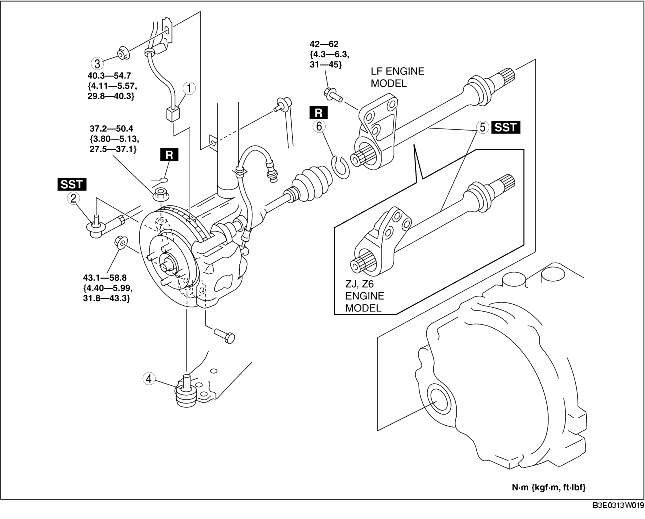 3
40.3—54.7
{4.11—5.57,
29.8—40.3}
1
42—62
{4.3—6.3,
31—45}
LF ENGINE
MODEL
R
6
5 SST
37.2—50.4
{3.80—5.13,
27.5—37.1}
R
SST
2
43.1—58.8
{4.40—5.99,
31.8—43.3}
ZJ, Z6
ENGINE
MODEL
4
N·m {kgf·m, ft·lbf}
B3E0313W019